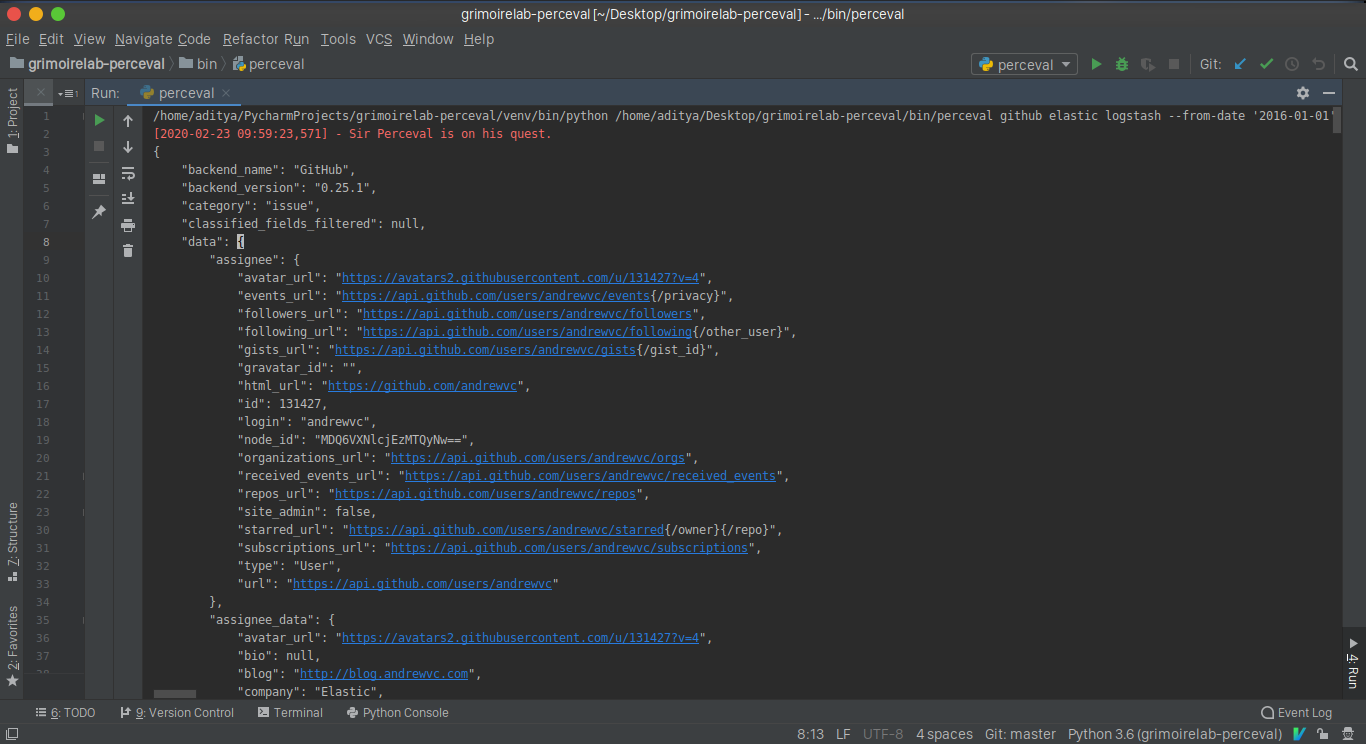 grimoirelab-perceval [~/Desktop/grimoirelab-perceval] - .../bin/perceval
File Edit View Navigate Code Refactor Run Tools VCS Window Help
grimoirelab-perceval bin perceval perceval Git:
1: Project
1 Run: perceval
1 /home/aditya/PycharmProjects/grimoirelab-perceval/venv/bin/python /home/aditya/Desktop/grimoirelab-perceval/bin/perceval github elastic logstash --from-date '2016-01-01'
2 [2020-02-23 09:59:23,571] - Sir Perceval is on his quest.
3 {
4 "backend_name": "GitHub",
5 "backend_version": "0.25.1",
6 "category": "issue",
7 "classified_fields_filtered": null,
8 "data": {
9 "assignee": {
10 "avatar_url": "https://avatars2.githubusercontent.com/u/131427?v=4",
11 "events_url": "https://api.github.com/users/andrewvc/events{/privacy}",
12 "followers_url": "https://api.github.com/users/andrewvc/followers",
13 "following_url": "https://api.github.com/users/andrewvc/following{/other_user}",
14 "gists_url": "https://api.github.com/users/andrewvc/gists{/gist_id}",
15 "gravatar_id": "",
16 "html_url": "https://github.com/andrewvc",
17 "id": 131427,
18 "login": "andrewvc",
19 "node_id": "MDQ6VXNlcjEzMTQyNw==",
20 "organizations_url": "https://api.github.com/users/andrewvc/orgs",
21 "received_events_url": "https://api.github.com/users/andrewvc/received_events",
22 "repos_url": "https://api.github.com/users/andrewvc/repos",
23 "site_admin": false,
30 "starred_url": "https://api.github.com/users/andrewvc/starred{/owner}{/repo}",
31 "subscriptions_url": "https://api.github.com/users/andrewvc/subscriptions",
32 "type": "User",
33 "url": "https://api.github.com/users/andrewvc"
34 },
35 "assignee_data": {
36 "avatar_url": "https://avatars2.githubusercontent.com/u/131427?v=4",
37 "bio": null,
"blog": "http://blog.andrewvc.com",
"company": "Elastic",
Z: Structure
2: Favorites
4: Run
6: TODO 9: Version Control Terminal Python Console Event Log
8:13 LF UTF-8 4 spaces Git: master Python 3.6 (grimoirelab-perceval)